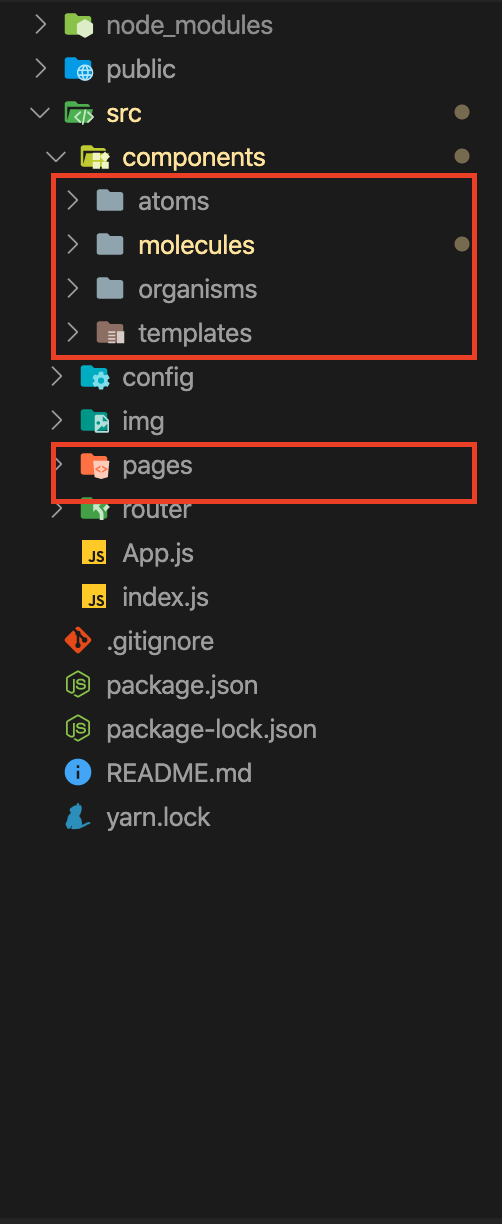 node_modules
public
src
components
atoms
molecules
organisms
templates
config
img
pages
router
JS App.js
JS index.js
.gitignore
package.json
package-lock.json
README.md
yarn.lock